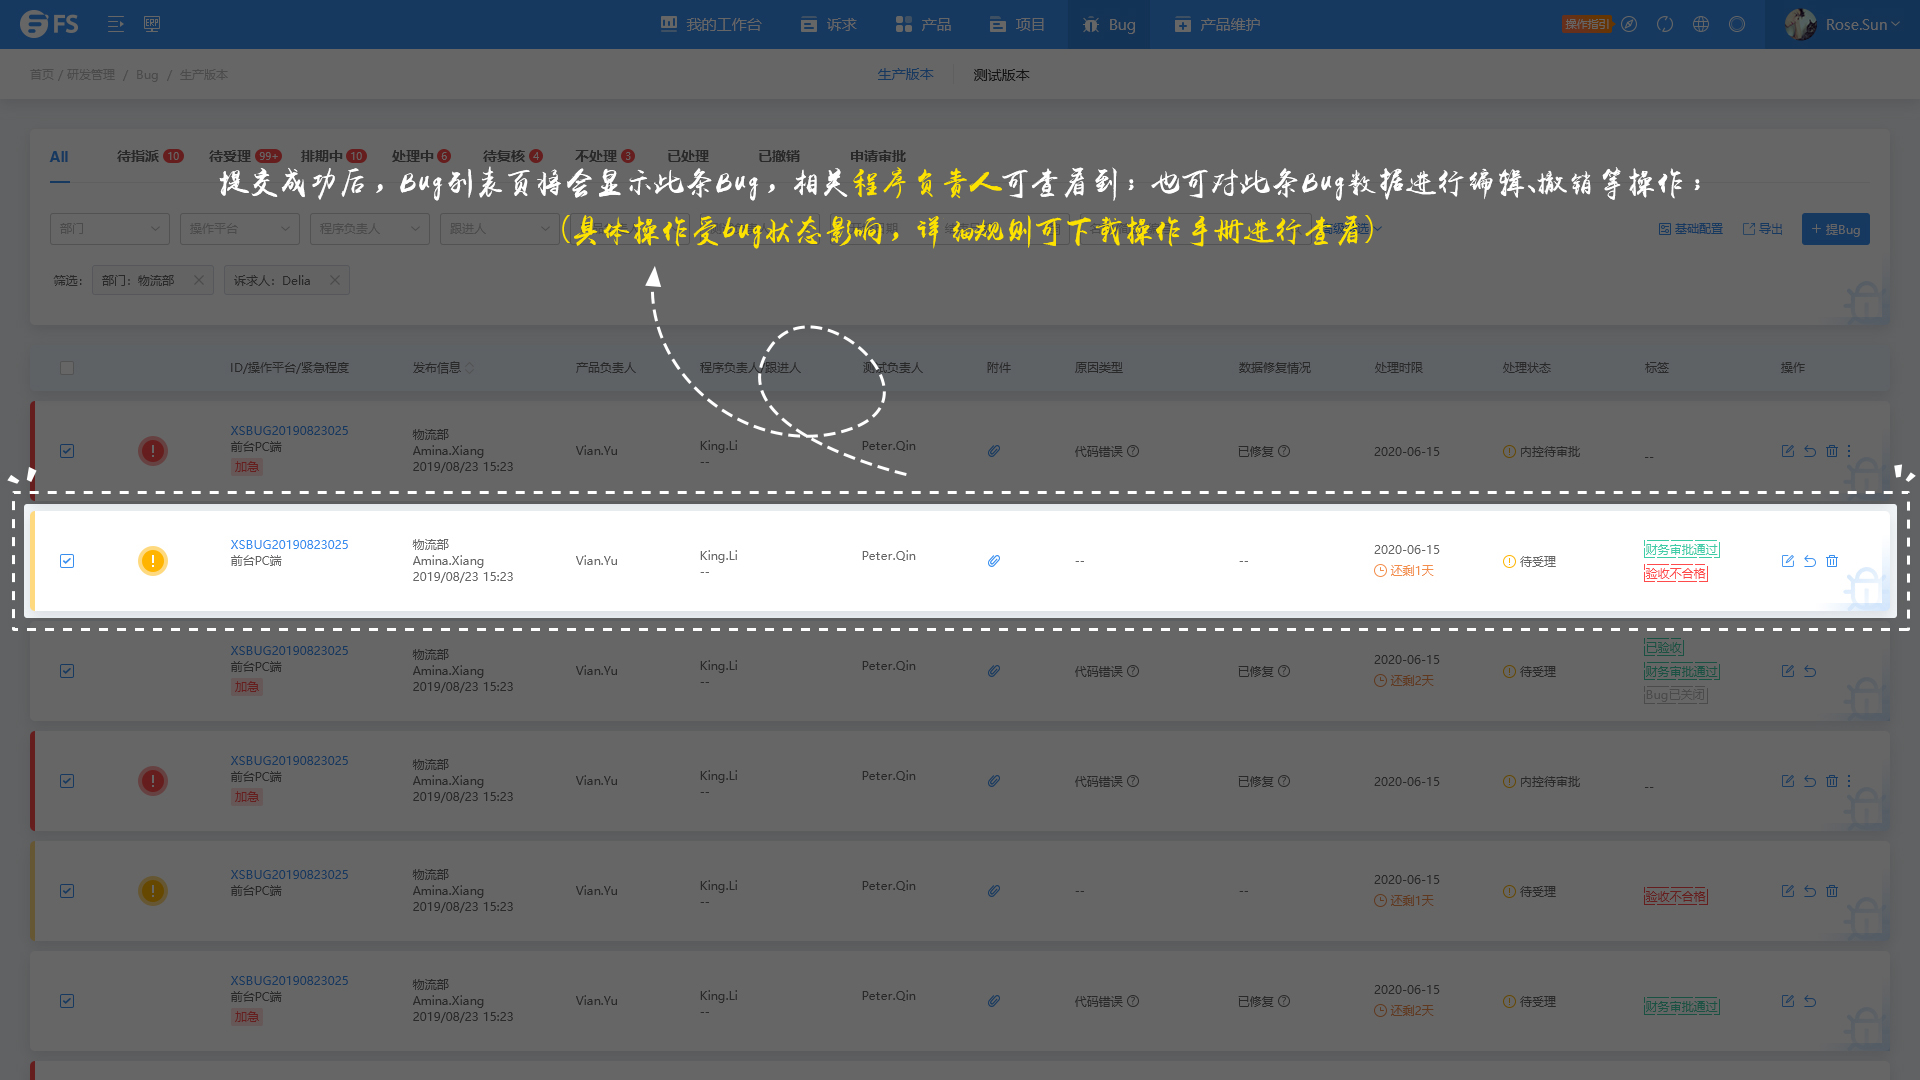 FS
我的工作台
诉求
产品
项目
Bug
产品维护
操作指引
Rose.Sun
首页 / 研发管理 / Bug / 生产版本
生产版本
测试版本
All
待指派 10
待受理 99+
排期中 10
处理中 6
待复核 4
不处理 3
已处理
已撤销
申请审批
提交成功后，Bug列表页将会显示此条Bug，相关程序负责人可查看到；也可对此条Bug数据进行编辑、撤销等操作；
部门
操作平台
程序负责人
跟进人
(具体操作受bug状态影响，详细规则可下载操作手册进行查看)
基础配置
导出
+ 提Bug
筛选：
部门：物流部
诉求人：Delia
ID/操作平台/紧急程度
发布信息
产品负责人
程序负责人/跟进人
测试负责人
附件
原因类型
数据修复情况
处理时限
处理状态
标签
操作
XSBUG20190823025
前台PC端
加急
物流部
Amina.Xiang
2019/08/23 15:23
Vian.Yu
King.Li
--
Peter.Qin
代码错误
已修复
2020-06-15
内控待审批
--
XSBUG20190823025
前台PC端
物流部
Amina.Xiang
2019/08/23 15:23
Vian.Yu
King.Li
--
Peter.Qin
--
--
2020-06-15
还剩1天
待受理
财务审批通过
验收不合格
XSBUG20190823025
前台PC端
加急
物流部
Amina.Xiang
2019/08/23 15:23
Vian.Yu
King.Li
--
Peter.Qin
代码错误
已修复
2020-06-15
还剩2天
待受理
已验收
财务审批通过
Bug已关闭
XSBUG20190823025
前台PC端
加急
物流部
Amina.Xiang
2019/08/23 15:23
Vian.Yu
King.Li
--
Peter.Qin
代码错误
已修复
2020-06-15
内控待审批
--
XSBUG20190823025
前台PC端
物流部
Amina.Xiang
2019/08/23 15:23
Vian.Yu
King.Li
--
Peter.Qin
--
--
2020-06-15
还剩1天
待受理
验收不合格
XSBUG20190823025
前台PC端
加急
物流部
Amina.Xiang
2019/08/23 15:23
Vian.Yu
King.Li
--
Peter.Qin
代码错误
已修复
2020-06-15
还剩2天
待受理
财务审批通过